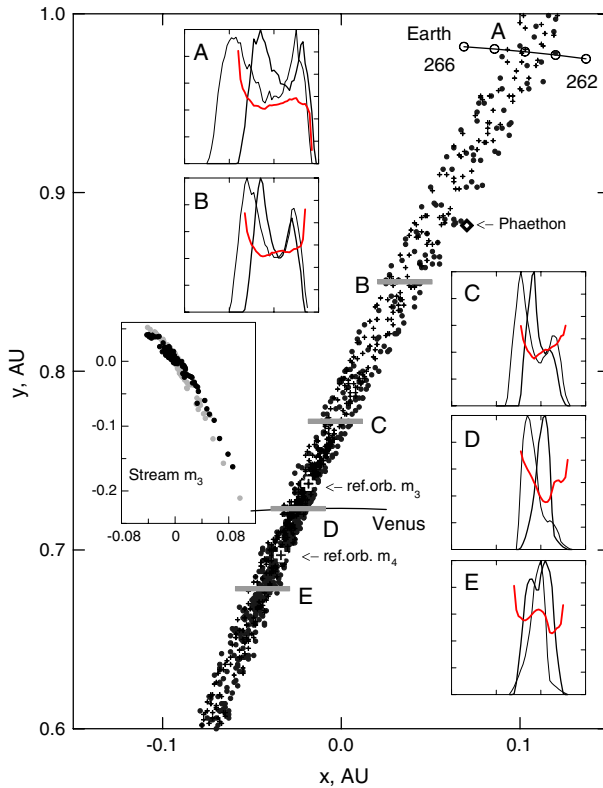 1.0
Earth
A
266
262
A
0.9
B
<- Phaethon
B
C
y, AU
0.8
0.0
-0.1
-0.2
C
D
Stream m3
<- ref.orb. m3
Venus
-0.08
0
0.08
D
0.7
<- ref.orb. m4
E
E
0.6
-0.1
0.0
0.1
x, AU